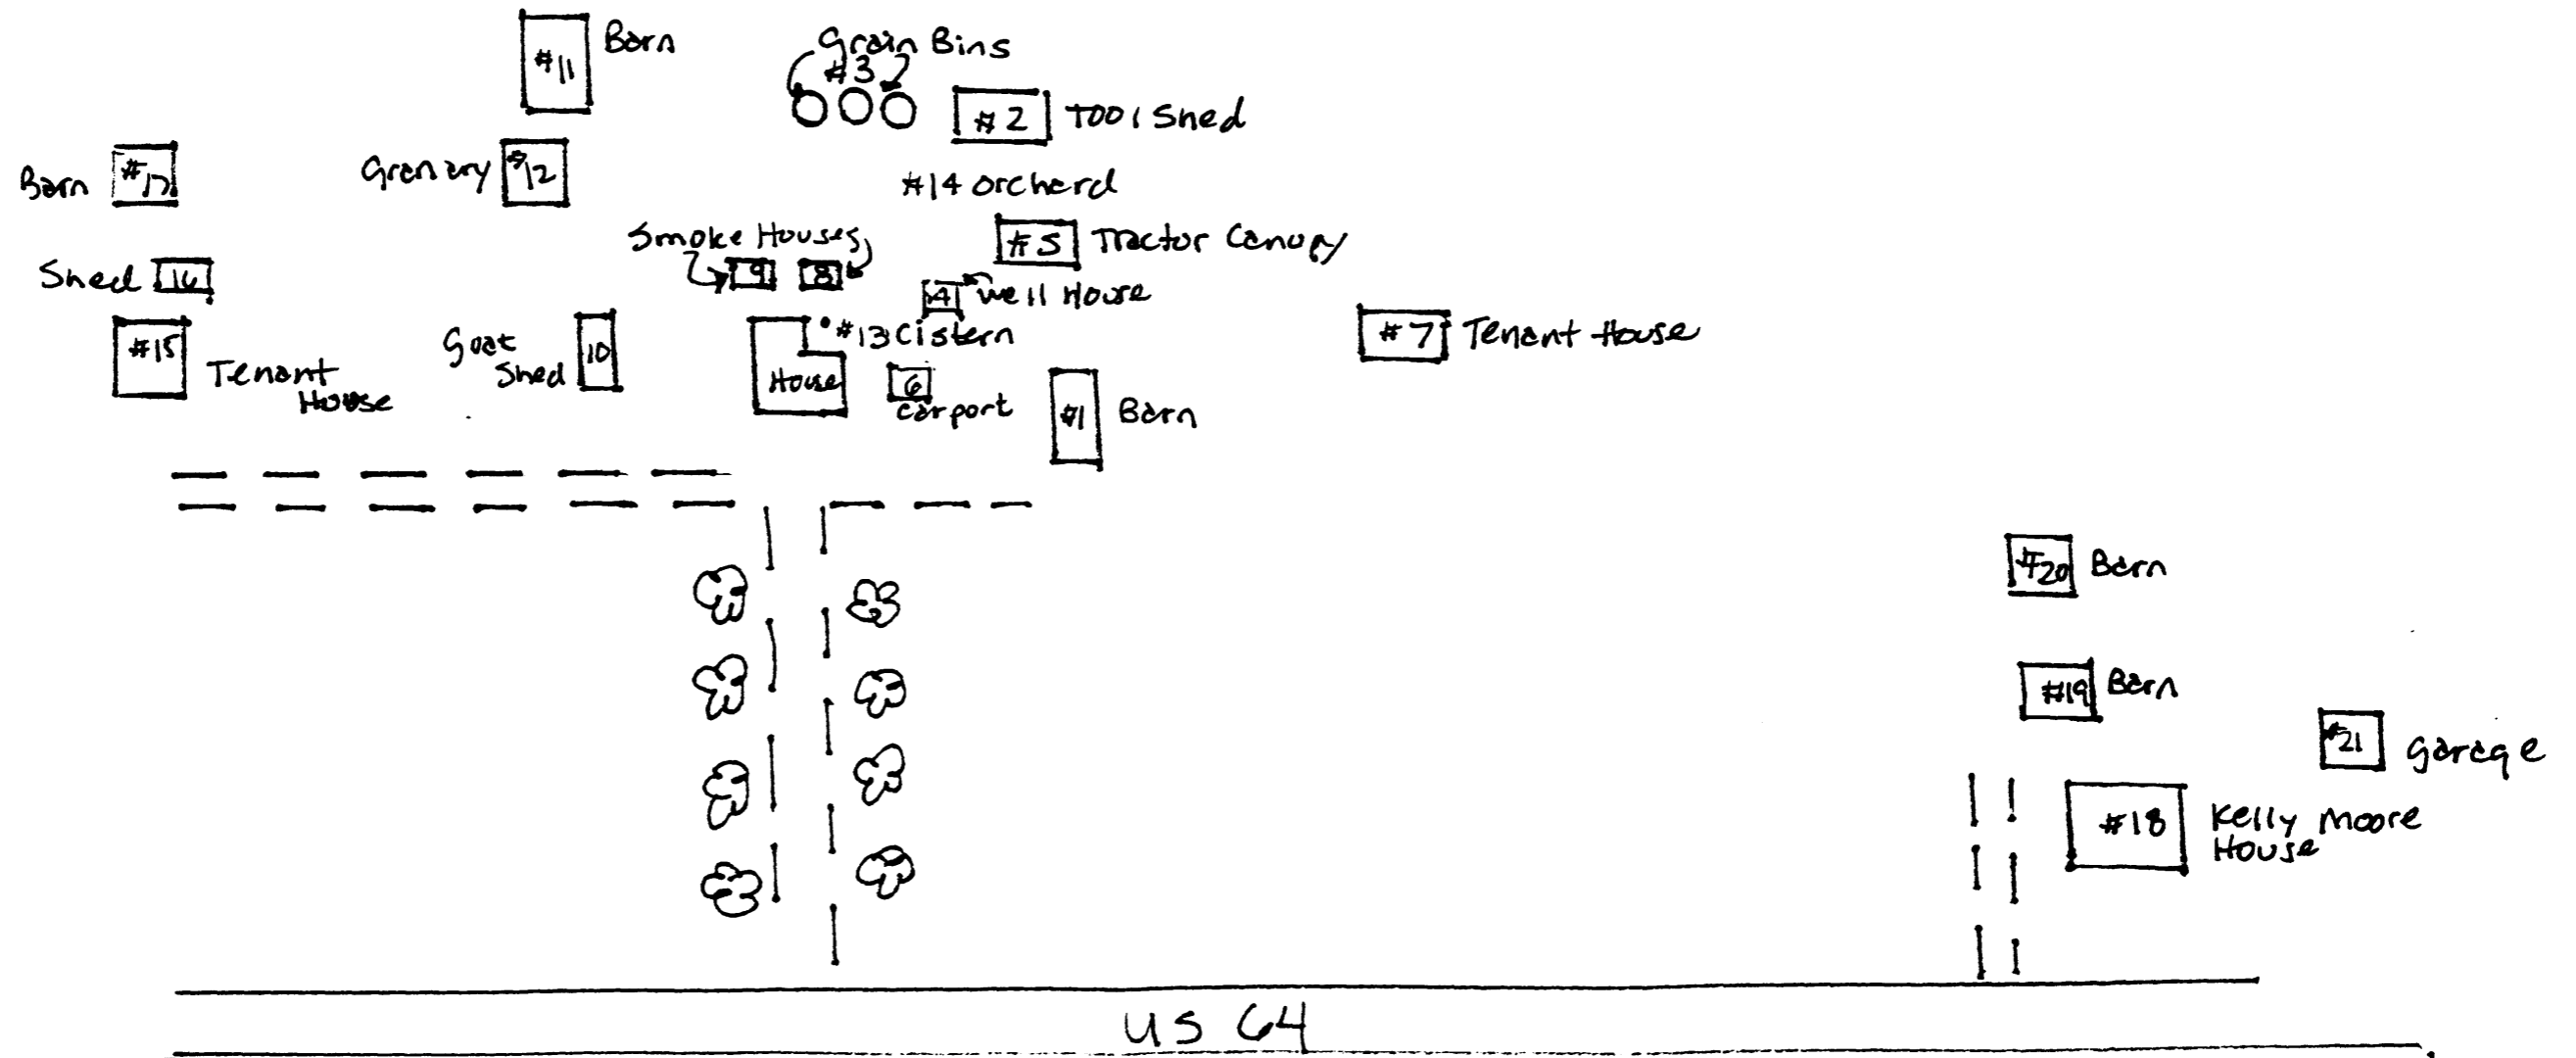 #11 Barn
Grain Bins
#3
#2 Tool Shed
Barn #17
Granary #12
#14 orchard
Smoke Houses
#5 Tractor Canopy
Shed 16
9 8
4 Well House
#15 Tenant House
Goat Shed 10
#13 Cistern
House
6 carport
#1 Barn
#7 Tenant House
#20 Barn
#19 Barn
#21 Garage
#18 Kelly Moore House
US 64